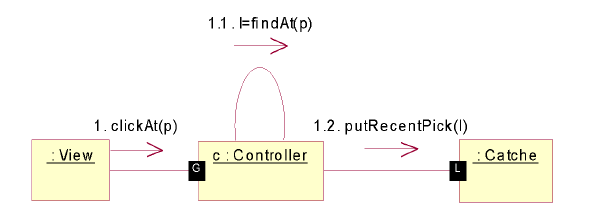 1.1. l=findAt(p)
1. clickAt(p)
1.2. putRecentPick(l)
: View
G
c : Controller
L
: Catche